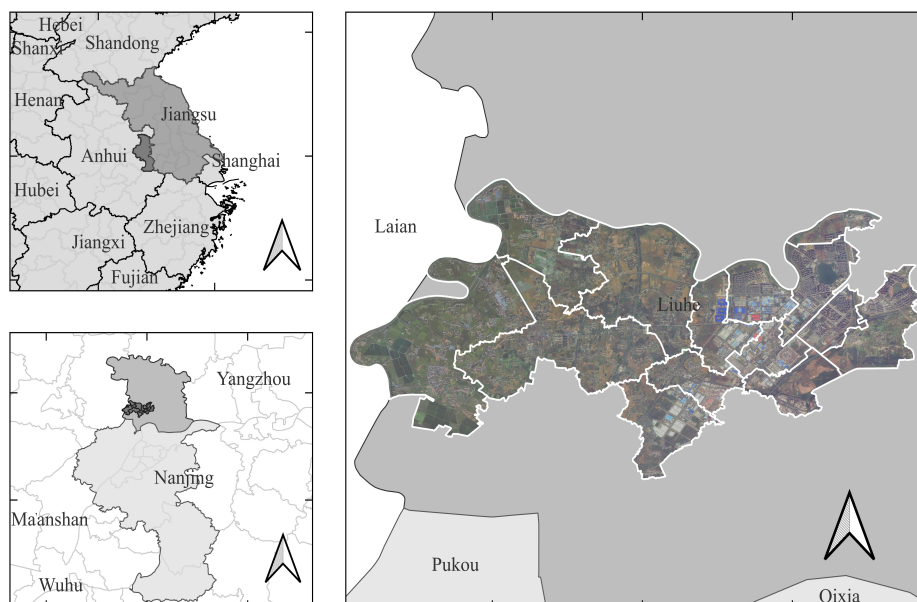 Hebei
Shanxi
Shandong
Henan
Jiangsu
Anhui
Shanghai
Hubei
Zhejiang
Jiangxi
Fujian
Yangzhou
Nanjing
Ma'anshan
Wuhu
Laian
Liuhe
Pukou
Qixia